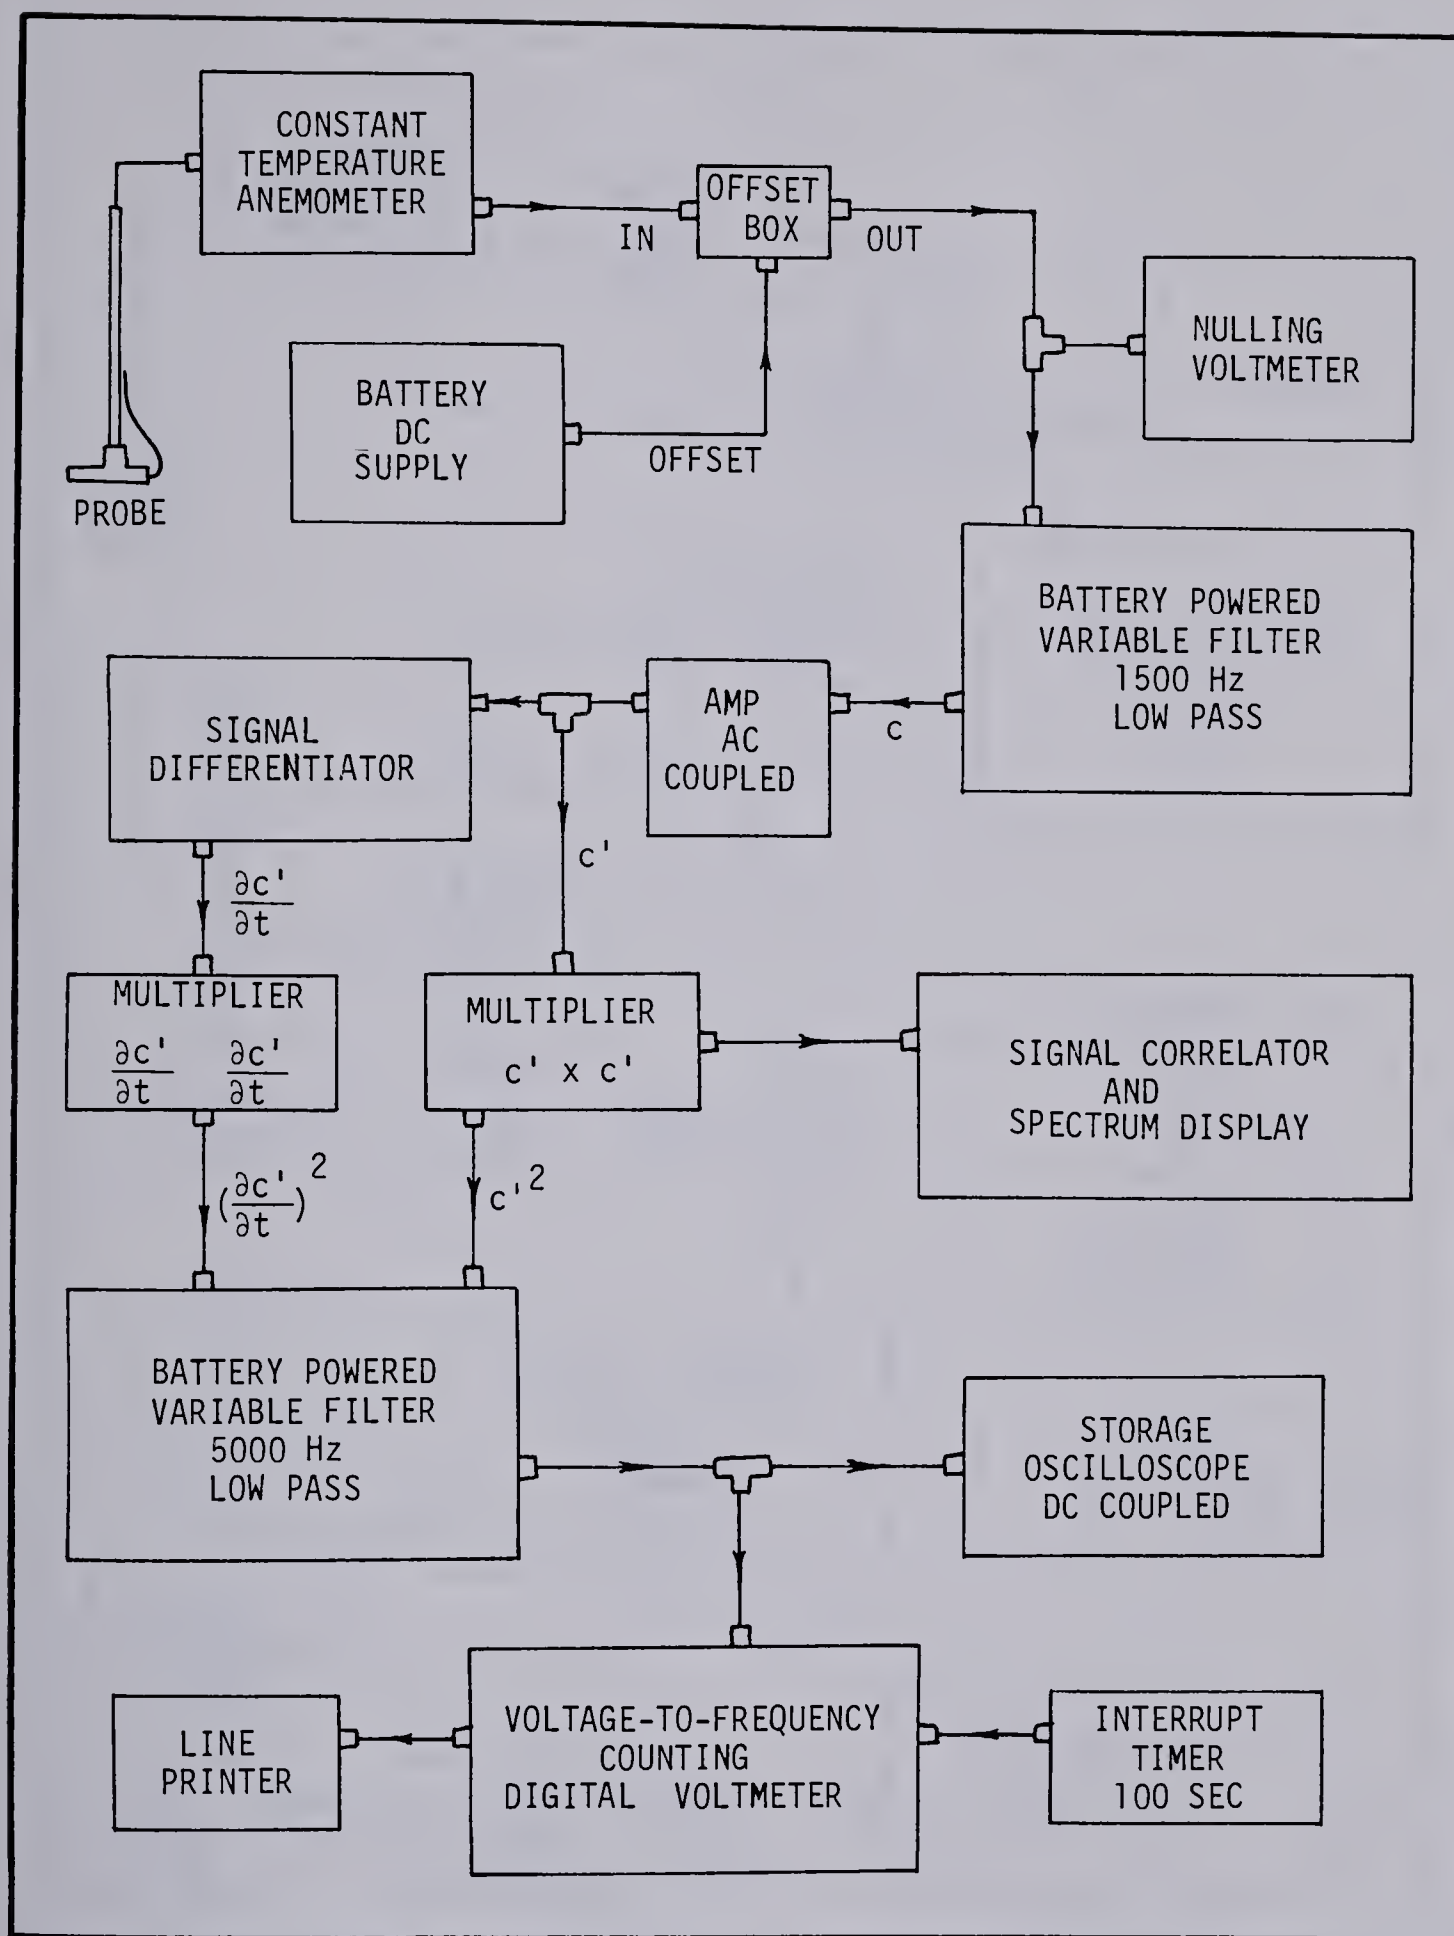 CONSTANT
TEMPERATURE
ANEMOMETER
OFFSET
BOX
IN
OUT
NULLING
VOLTMETER
BATTERY
DC
SUPPLY
OFFSET
PROBE
BATTERY POWERED
VARIABLE FILTER
1500 Hz
LOW PASS
SIGNAL
DIFFERENTIATOR
AMP
AC
COUPLED
c
c'
∂c'
∂t
MULTIPLIER
∂c' ∂c'
∂t ∂t
MULTIPLIER
c' x c'
SIGNAL CORRELATOR
AND
SPECTRUM DISPLAY
(∂c'/∂t)²
c'²
BATTERY POWERED
VARIABLE FILTER
5000 Hz
LOW PASS
STORAGE
OSCILLOSCOPE
DC COUPLED
LINE
PRINTER
VOLTAGE-TO-FREQUENCY
COUNTING
DIGITAL VOLTMETER
INTERRUPT
TIMER
100 SEC